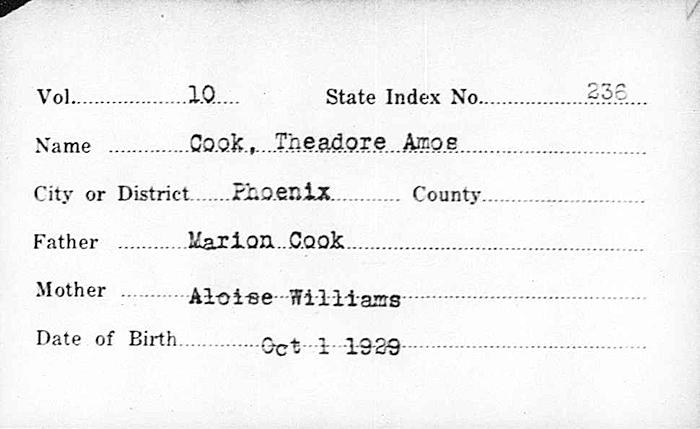 Vol. 10 State Index No. 236
Name Cook, Theadore Amos
City or District Phoenix County
Father Marion Cook
Mother Aloise Williams
Date of Birth Oct 1 1929